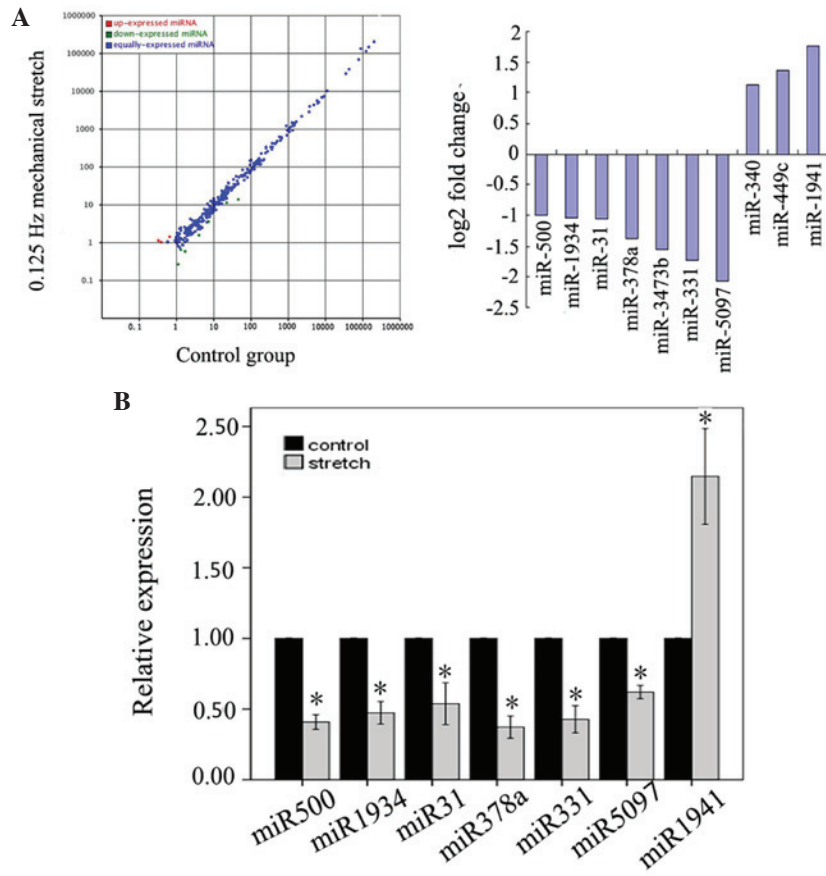 A
up-expressed miRNA
down-expressed miRNA
equally-expressed miRNA
0.125 Hz mechanical stretch
1000000
100000
10000
1000
100
10
1
0.1
0.1 1 10 100 1000 10000 100000 1000000
Control group
log2 fold change
2
1.5
1
0.5
0
-0.5
-1
-1.5
-2
-2.5
miR-500
miR-1934
miR-31
miR-378a
miR-3473b
miR-331
miR-5097
miR-340
miR-449c
miR-1941
B
control
stretch
Relative expression
2.50
2.00
1.50
1.00
0.50
0.00
* * * * * * *
miR500
miR1934
miR31
miR378a
miR331
miR5097
miR1941